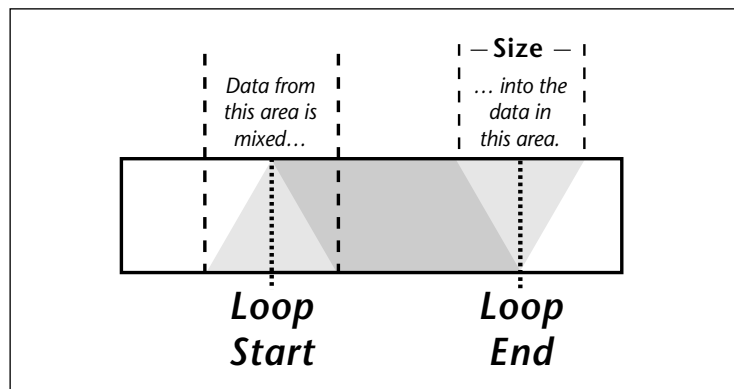 — Size —
Data from
this area is
mixed…
… into the
data in
this area.
Loop
Start
Loop
End